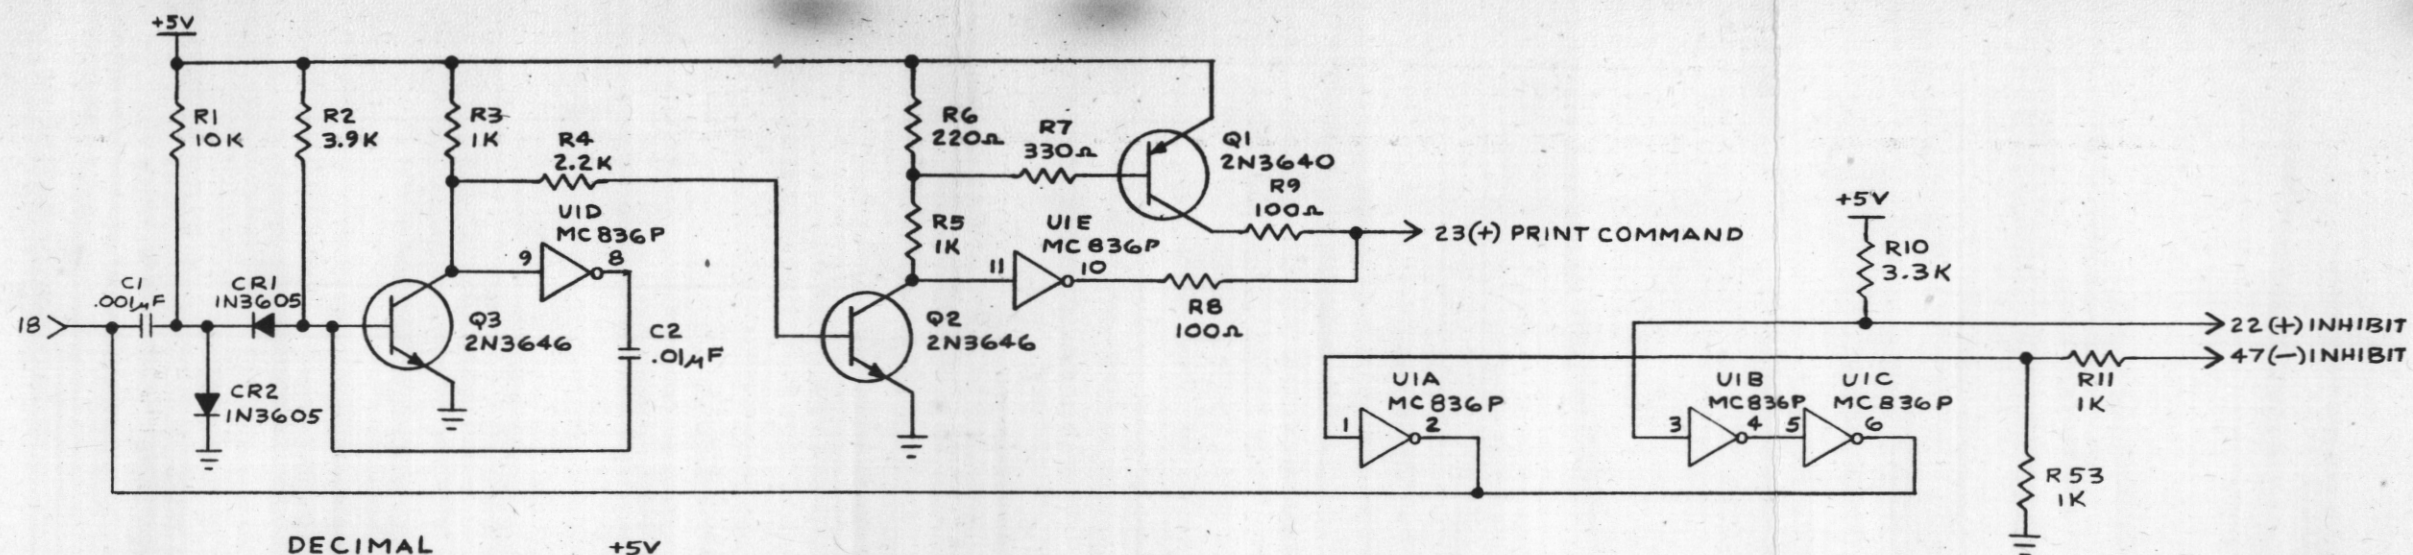 +5V
R1
10K
R2
3.9K
R3
1K
R4
2.2K
U1D
MC836P
9
8
C1
.001µF
CR1
1N3605
18
Q3
2N3646
C2
.01µF
CR2
1N3605
R6
220Ω
R7
330Ω
Q1
2N3640
R9
100Ω
R5
1K
U1E
MC836P
11
10
23(+) PRINT COMMAND
R8
100Ω
Q2
2N3646
+5V
R10
3.3K
22(+)INHIBIT
47(-)INHIBIT
U1A
MC836P
1
2
U1B
MC836P
3
4
U1C
MC836P
5
6
R11
1K
R53
1K
DECIMAL
+5V